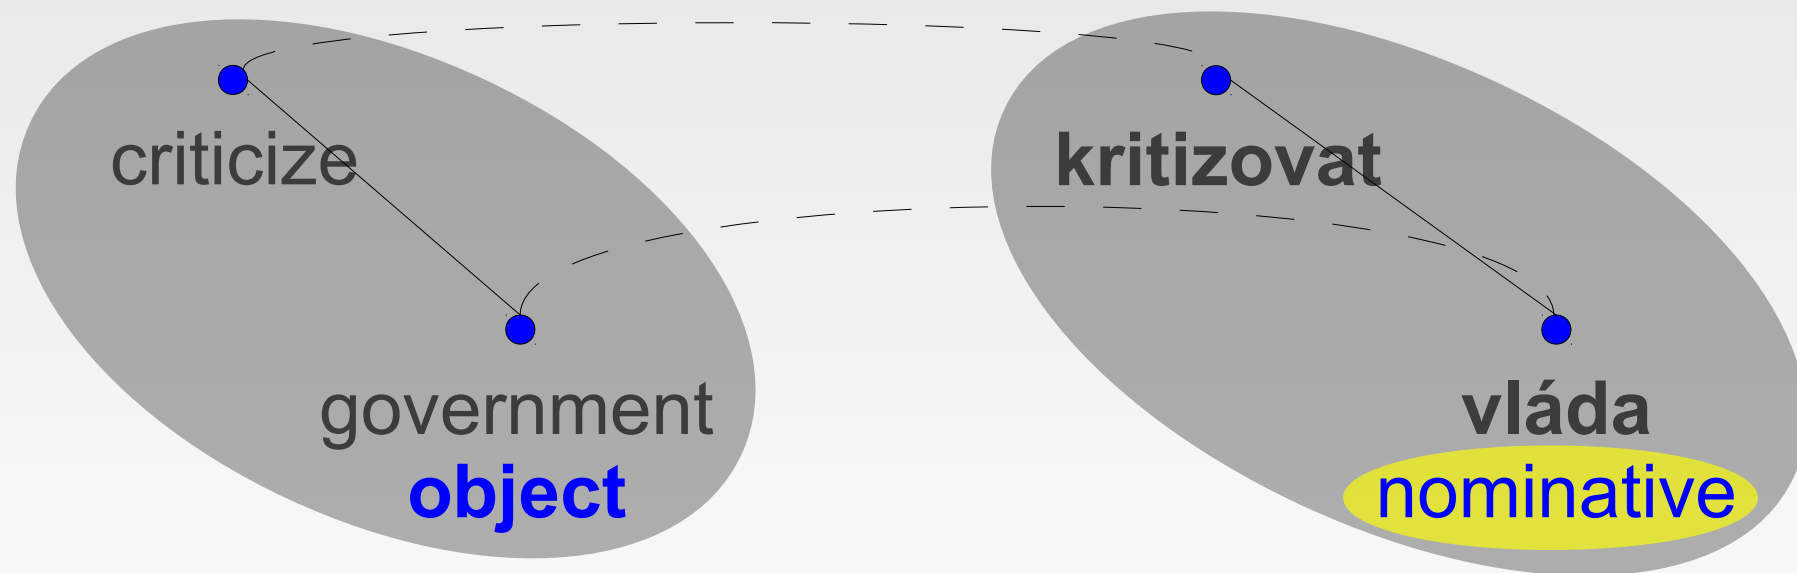 criticize
kritizovat
government
object
vláda
nominative